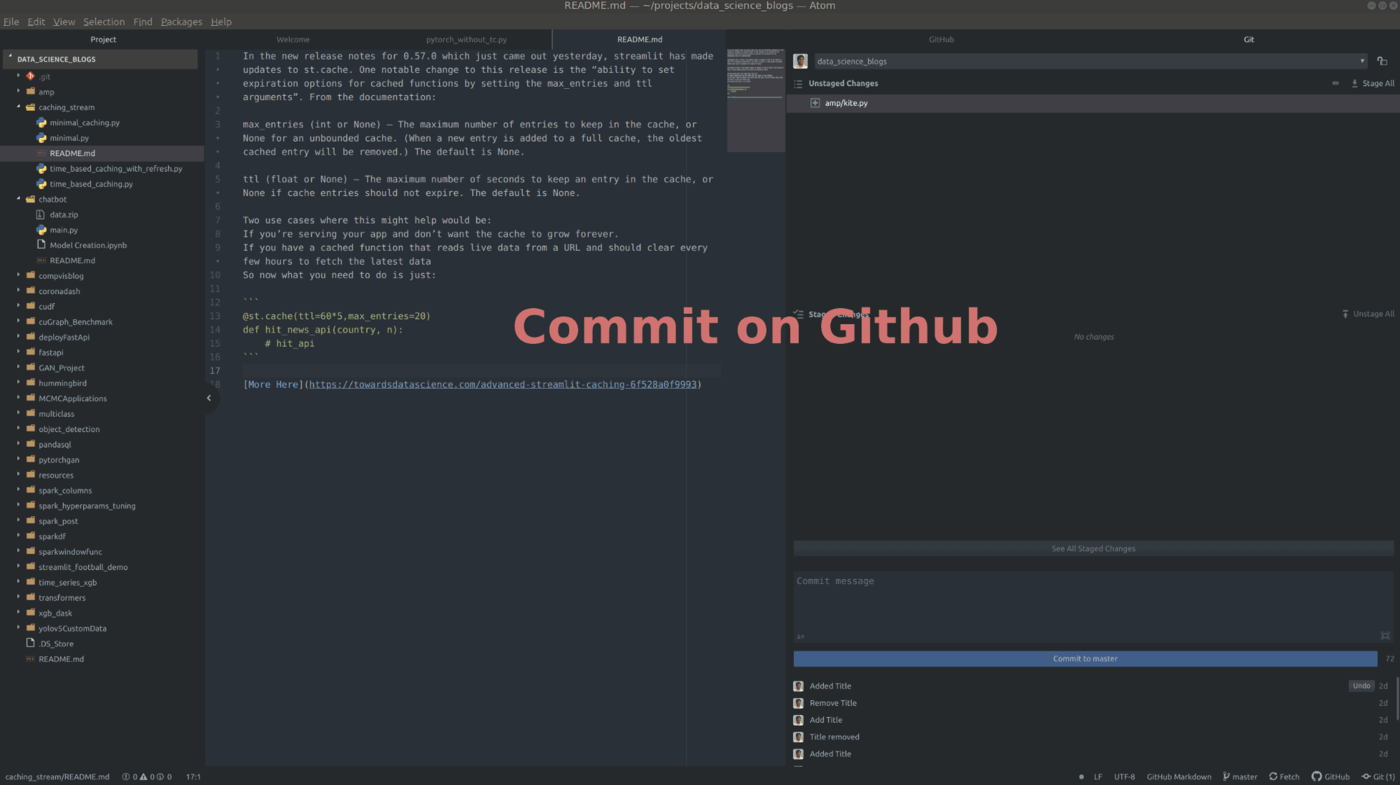 README.md — ~/projects/data_science_blogs — Atom
File Edit View Selection Find Packages Help
Project
DATA_SCIENCE_BLOGS
.git
amp
caching_stream
minimal_caching.py
minimal.py
README.md
time_based_caching_with_refresh.py
time_based_caching.py
chatbot
data.zip
main.py
Model Creation.ipynb
README.md
compvisblog
coronadash
cudf
cuGraph_Benchmark
deployFastApi
fastapi
GAN_Project
hummingbird
MCMCApplications
multiclass
object_detection
pandasql
pytorchgan
resources
spark_columns
spark_hyperparams_tuning
spark_post
sparkdf
sparkwindowfunc
streamlit_football_demo
time_series_xgb
transformers
xgb_dask
yolov5CustomData
.DS_Store
README.md
Welcome pytorch_without_tc.py README.md
1 In the new release notes for 0.57.0 which just came out yesterday, streamlit has made
• updates to st.cache. One notable change to this release is the “ability to set
• expiration options for cached functions by setting the max_entries and ttl
• arguments”. From the documentation:
2
3 max_entries (int or None) — The maximum number of entries to keep in the cache, or
• None for an unbounded cache. (When a new entry is added to a full cache, the oldest
• cached entry will be removed.) The default is None.
4
5 ttl (float or None) — The maximum number of seconds to keep an entry in the cache, or
• None if cache entries should not expire. The default is None.
6
7 Two use cases where this might help would be:
8 If you’re serving your app and don’t want the cache to grow forever.
9 If you have a cached function that reads live data from a URL and should clear every
• few hours to fetch the latest data
10 So now what you need to do is just:
11
12 ```
13 @st.cache(ttl=60*5,max_entries=20)
14 def hit_news_api(country, n):
15 # hit_api
16 ```
17
18 [More Here](https://towardsdatascience.com/advanced-streamlit-caching-6f528a0f9993)
Commit on Github
GitHub Git
data_science_blogs
Unstaged Changes Stage All
amp/kite.py
Staged Changes Unstage All
No changes
See All Staged Changes
Commit message
Commit to master 72
Added Title Undo 2d
Remove Title 2d
Add Title 2d
Title removed 2d
Added Title 2d
caching_stream/README.md 0 0 0 17:1 LF UTF-8 GitHub Markdown master Fetch GitHub Git (1)